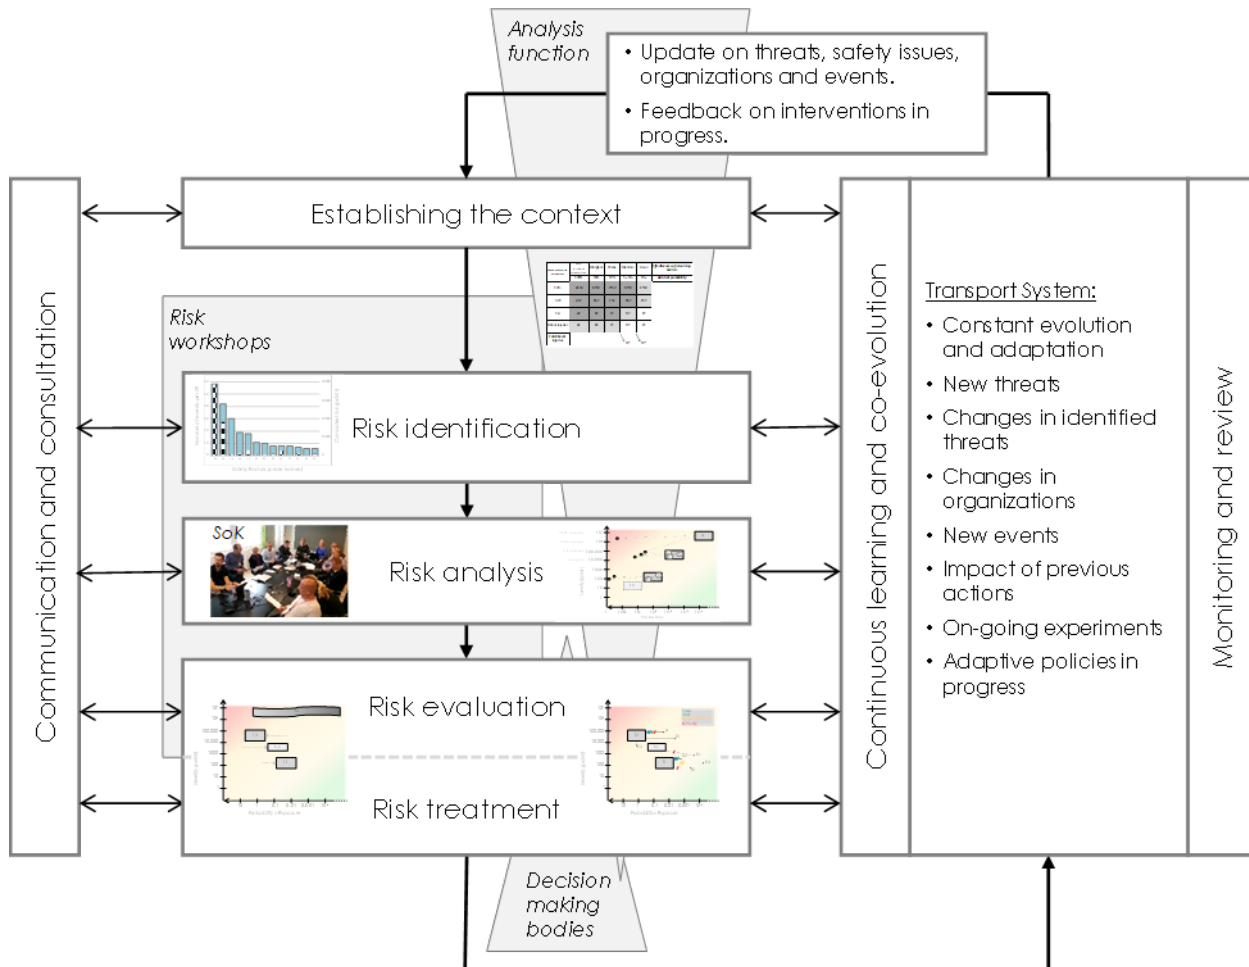 Analysis
function
• Update on threats, safety issues,
organizations and events.
• Feedback on interventions in
progress.
Communication and consultation
Establishing the context
Risk
workshops
Risk identification
SoK
Risk analysis
Risk evaluation
Risk treatment
Decision
making
bodies
Continuous learning and co-evolution
Transport System:
• Constant evolution
and adaptation
• New threats
• Changes in identified
threats
• Changes in
organizations
• New events
• Impact of previous
actions
• On-going experiments
• Adaptive policies in
progress
Monitoring and review